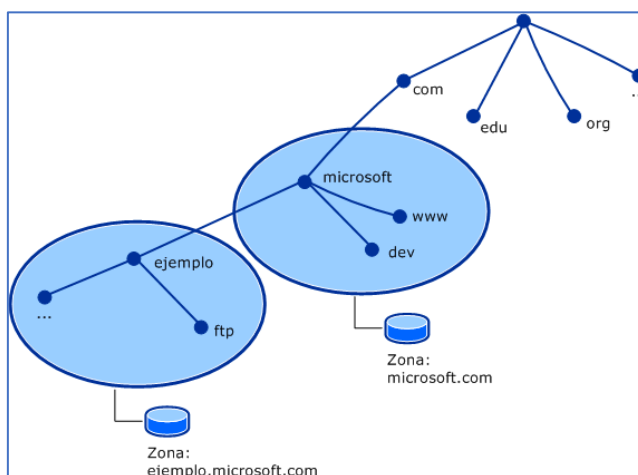 com
..
edu
org
microsoft
www
dev
ejemplo
...
ftp
Zona:
microsoft.com
Zona:
ejemplo.microsoft.com